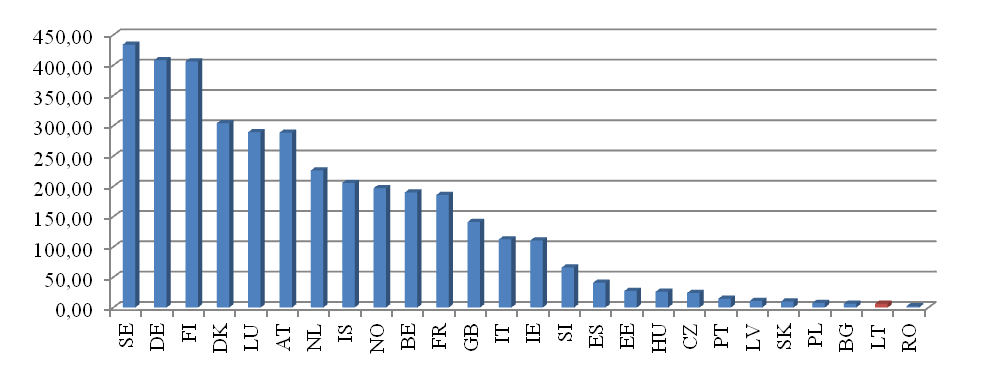 450,00
400,00
350,00
300,00
250,00
200,00
150,00
100,00
50,00
0,00
SE
DE
FI
DK
LU
AT
NL
IS
NO
BE
FR
GB
IT
IE
SI
ES
EE
HU
CZ
PT
LV
SK
PL
BG
LT
RO